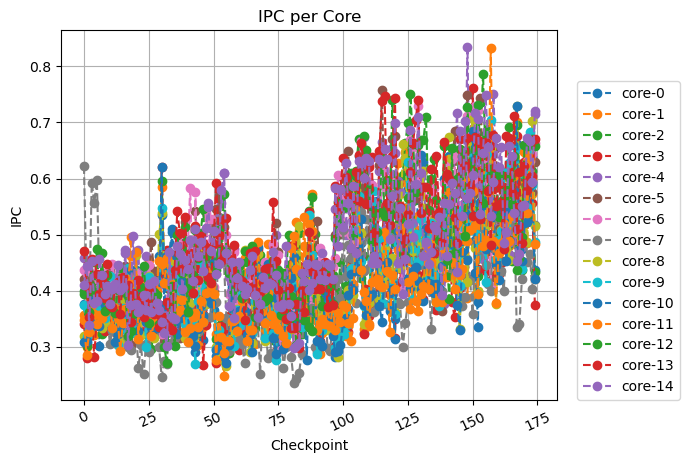 IPC per Core
IPC
0.8
0.7
0.6
0.5
0.4
0.3
0
25
50
75
100
125
150
175
Checkpoint
core-0
core-1
core-2
core-3
core-4
core-5
core-6
core-7
core-8
core-9
core-10
core-11
core-12
core-13
core-14